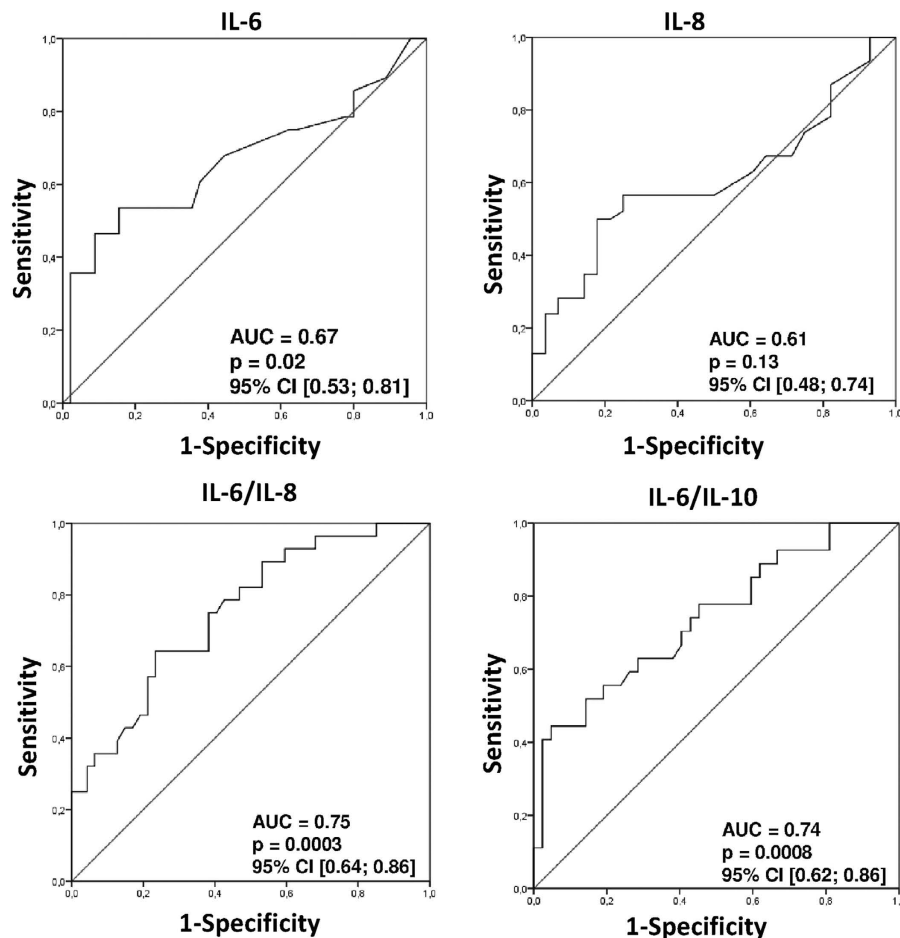 IL-6
1,0
0,8
0,6
0,4
0,2
0,0
0,2
0,4
0,6
0,8
1,0
Sensitivity
AUC = 0.67
p = 0.02
95% CI [0.53; 0.81]
1-Specificity
IL-8
1,0
0,8
0,6
0,4
0,2
0,0
0,0
0,2
0,4
0,6
0,8
1,0
Sensitivity
AUC = 0.61
p = 0.13
95% CI [0.48; 0.74]
1-Specificity
IL-6/IL-8
1,0
0,8
0,6
0,4
0,2
0,0
0,0
0,2
0,4
0,6
0,8
1,0
Sensitivity
AUC = 0.75
p = 0.0003
95% CI [0.64; 0.86]
1-Specificity
IL-6/IL-10
1,0
0,8
0,6
0,4
0,2
0,0
0,0
0,2
0,4
0,6
0,8
1,0
Sensitivity
AUC = 0.74
p = 0.0008
95% CI [0.62; 0.86]
1-Specificity